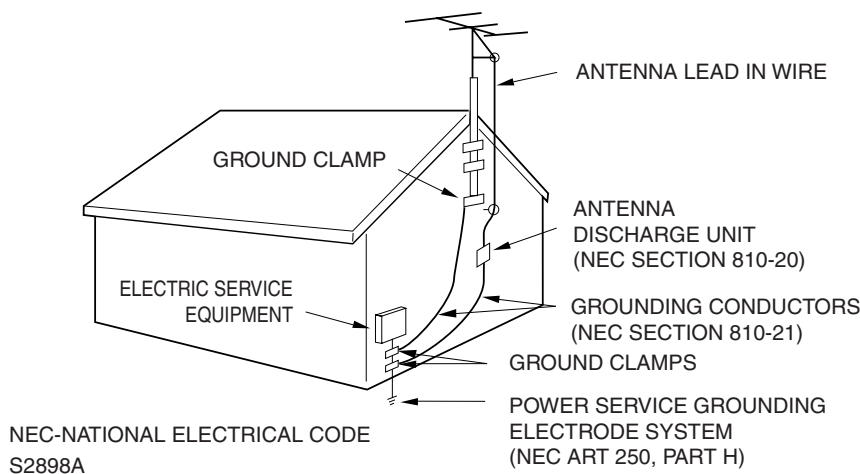 ANTENNA LEAD IN WIRE
GROUND CLAMP
ANTENNA
DISCHARGE UNIT
(NEC SECTION 810-20)
ELECTRIC SERVICE
EQUIPMENT
GROUNDING CONDUCTORS
(NEC SECTION 810-21)
GROUND CLAMPS
POWER SERVICE GROUNDING
ELECTRODE SYSTEM
(NEC ART 250, PART H)
NEC-NATIONAL ELECTRICAL CODE
S2898A